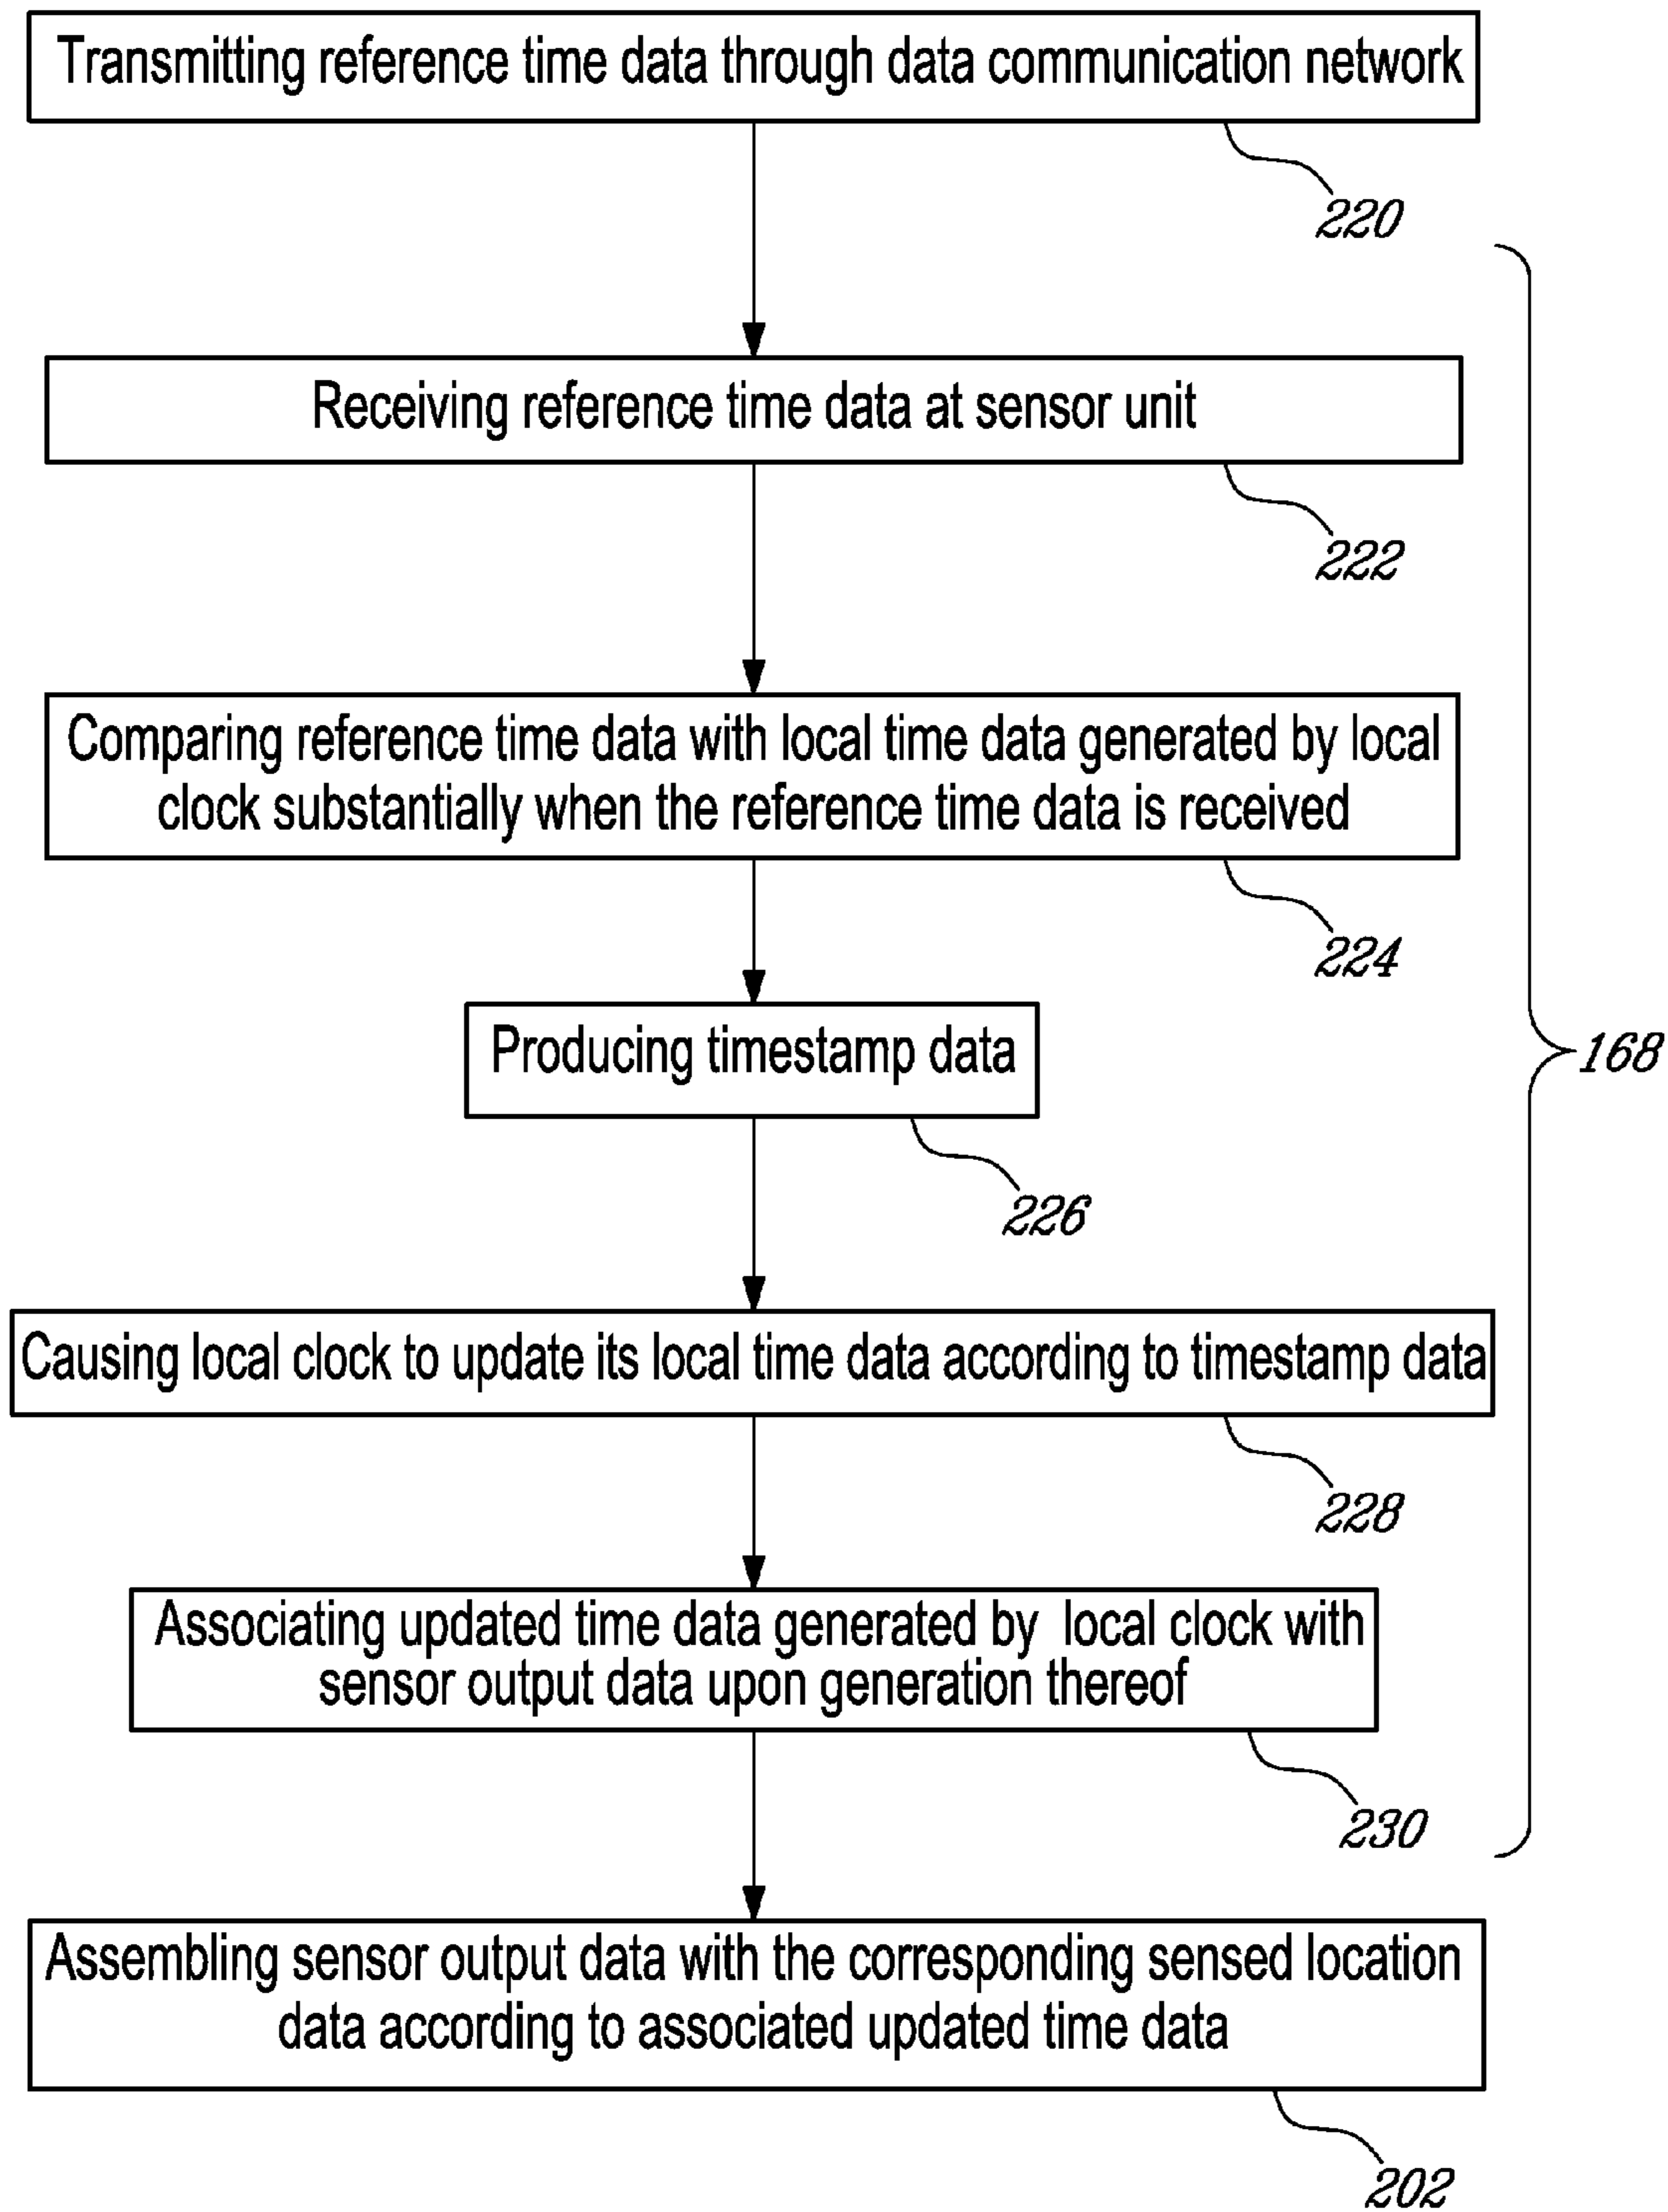 Transmitting reference time data through data communication network
220
Receiving reference time data at sensor unit
222
Comparing reference time data with local time data generated by local
clock substantially when the reference time data is received
224
Producing timestamp data
168
226
Causing local clock to update its local time data according to timestamp data
228
Associating updated time data generated by local clock with
sensor output data upon generation thereof
230
Assembling sensor output data with the corresponding sensed location
data according to associated updated time data
202